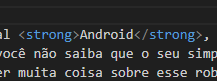 al <strong>Android</strong>,
você não saiba que o seu simp
er muita coisa sobre esse rob